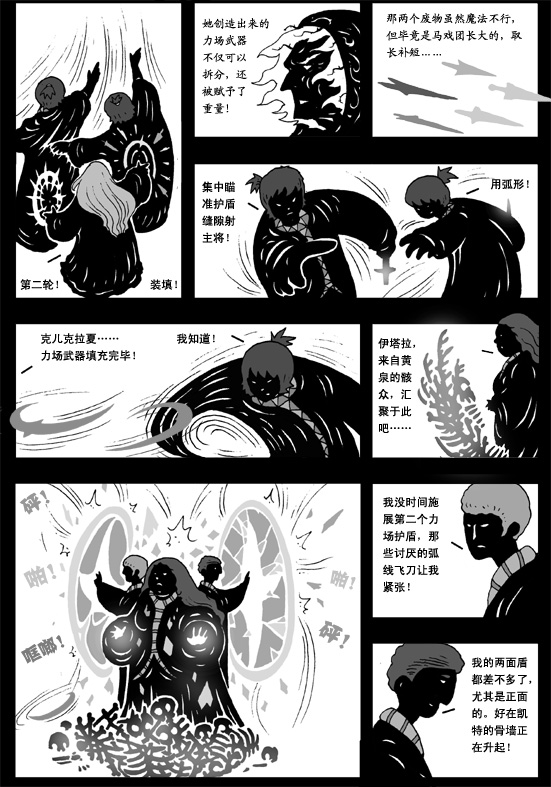 第二轮！
装填！
她创造出来的
力场武器
不仅可以
拆分，还
被赋予了
重量！
那两个废物虽然魔法不行，
但毕竟是马戏团长大的，取
长补短……
集中瞄
准护盾
缝隙射
主将！
用弧形！
克儿克拉夏……
力场武器填充完毕！
我知道！
伊塔拉，
来自黄
泉的骸
众，汇
聚于此
吧……
砰！
啪！
哐啷！
啪！
砰！
我没时间施
展第二个力
场护盾，那
些讨厌的弧
线飞刀让我
紧张！
我的两面盾
都差不多了，
尤其是正面
的。好在凯
特的骨墙正
在升起！